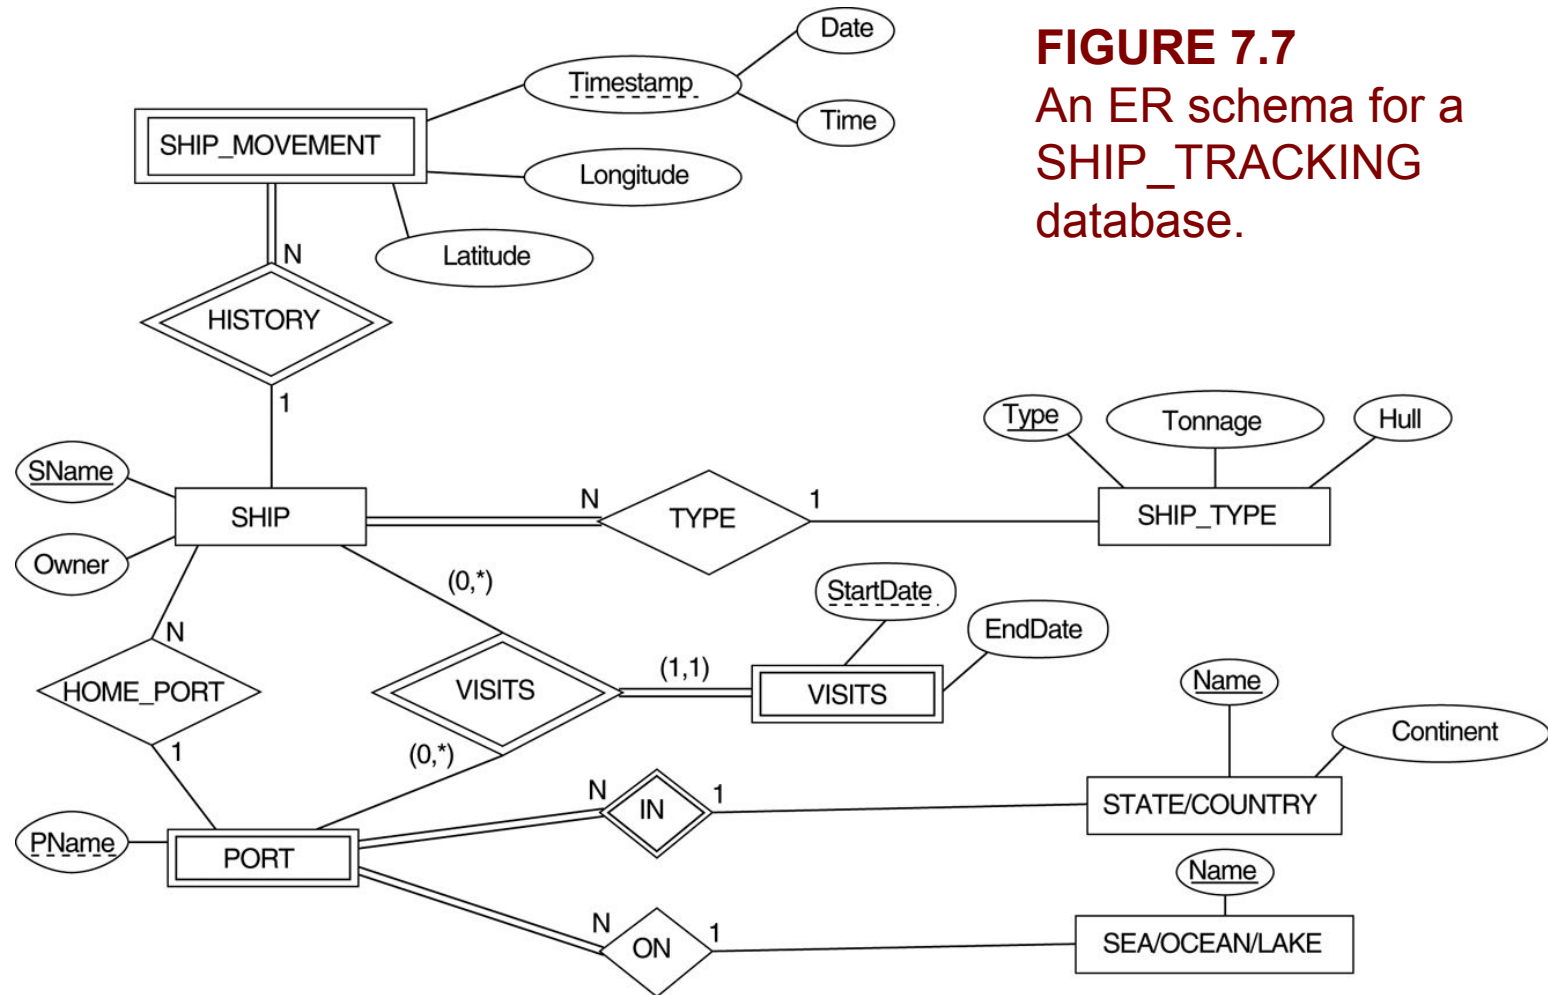 FIGURE 7.7
An ER schema for a
SHIP_TRACKING
database.
Date
Timestamp
Time
SHIP_MOVEMENT
Longitude
Latitude
N
HISTORY
1
Type
Tonnage
Hull
SName
SHIP
N
TYPE
1
SHIP_TYPE
Owner
(0,*)
StartDate
EndDate
N
HOME_PORT
1
VISITS
(1,1)
VISITS
(0,*)
Name
Continent
N
IN
1
STATE/COUNTRY
PName
PORT
Name
N
ON
1
SEA/OCEAN/LAKE